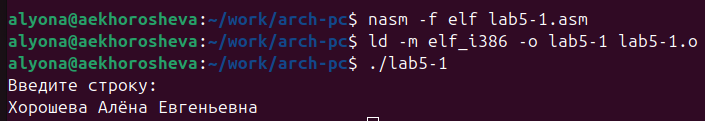 alyona@aekhorosheva:~/work/arch-pc$ nasm -f elf lab5-1.asm
alyona@aekhorosheva:~/work/arch-pc$ ld -m elf_i386 -o lab5-1 lab5-1.o
alyona@aekhorosheva:~/work/arch-pc$ ./lab5-1
Введите строку:
Хорошева Алёна Евгеньевна